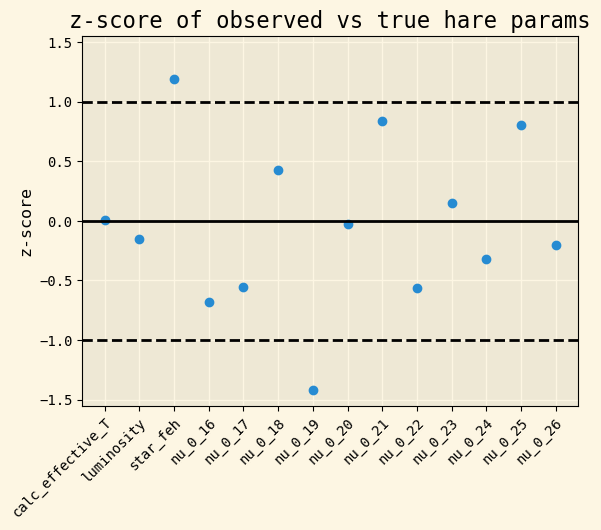 z-score of observed vs true hare params
1.5
1.0
0.5
0.0
−0.5
−1.0
−1.5
z-score
calc_effective_T
luminosity
star_feh
nu_0_16
nu_0_17
nu_0_18
nu_0_19
nu_0_20
nu_0_21
nu_0_22
nu_0_23
nu_0_24
nu_0_25
nu_0_26